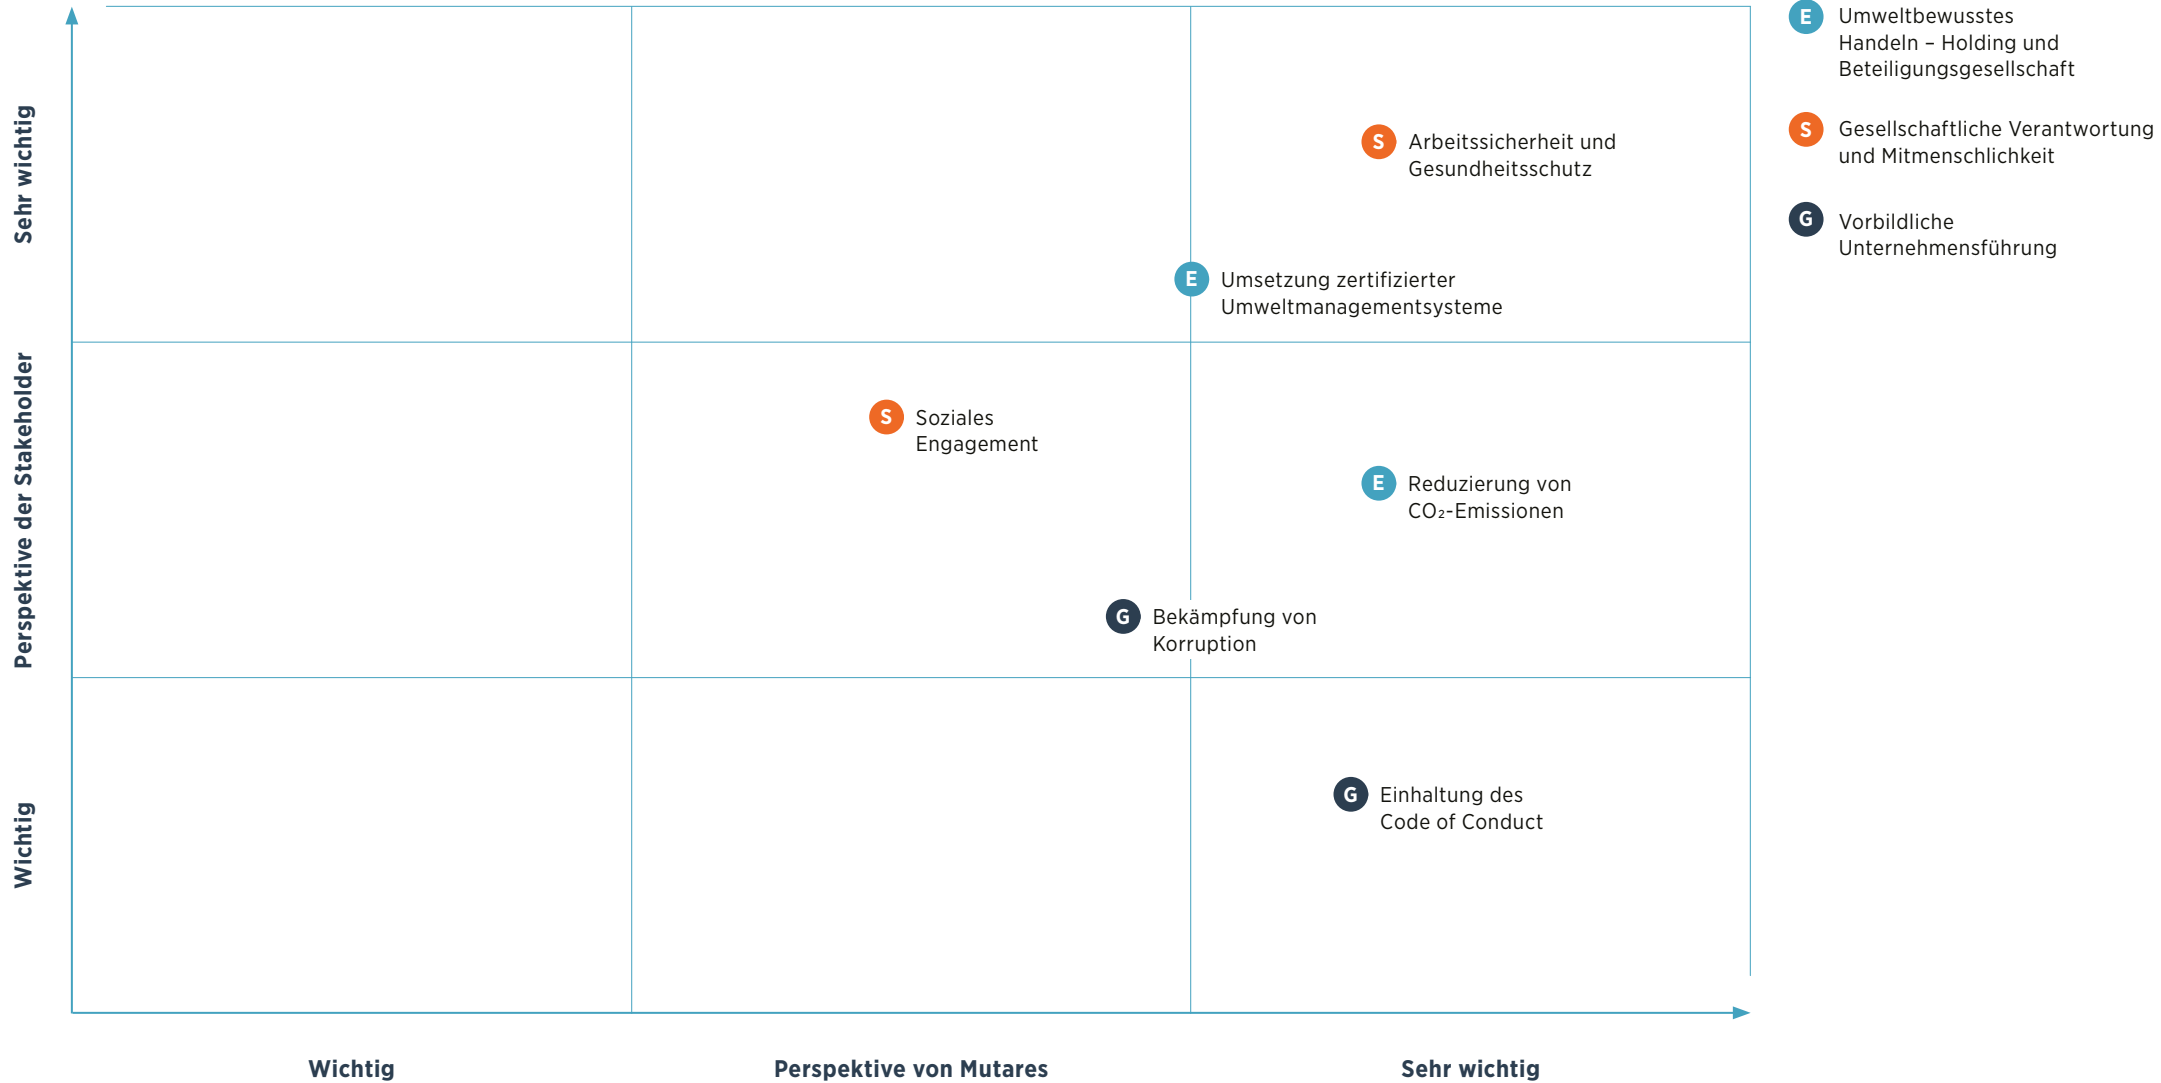 Sehr wichtig
Perspektive der Stakeholder
Wichtig
S
Arbeitssicherheit und
Gesundheitsschutz
E
Umsetzung zertifizierter
Umweltmanagementsysteme
S
Soziales
Engagement
E
Reduzierung von
CO₂-Emissionen
G
Bekämpfung von
Korruption
G
Einhaltung des
Code of Conduct
Wichtig
Perspektive von Mutares
Sehr wichtig
E
Umweltbewusstes
Handeln – Holding und
Beteiligungsgesellschaft
S
Gesellschaftliche Verantwortung
und Mitmenschlichkeit
G
Vorbildliche
Unternehmensführung